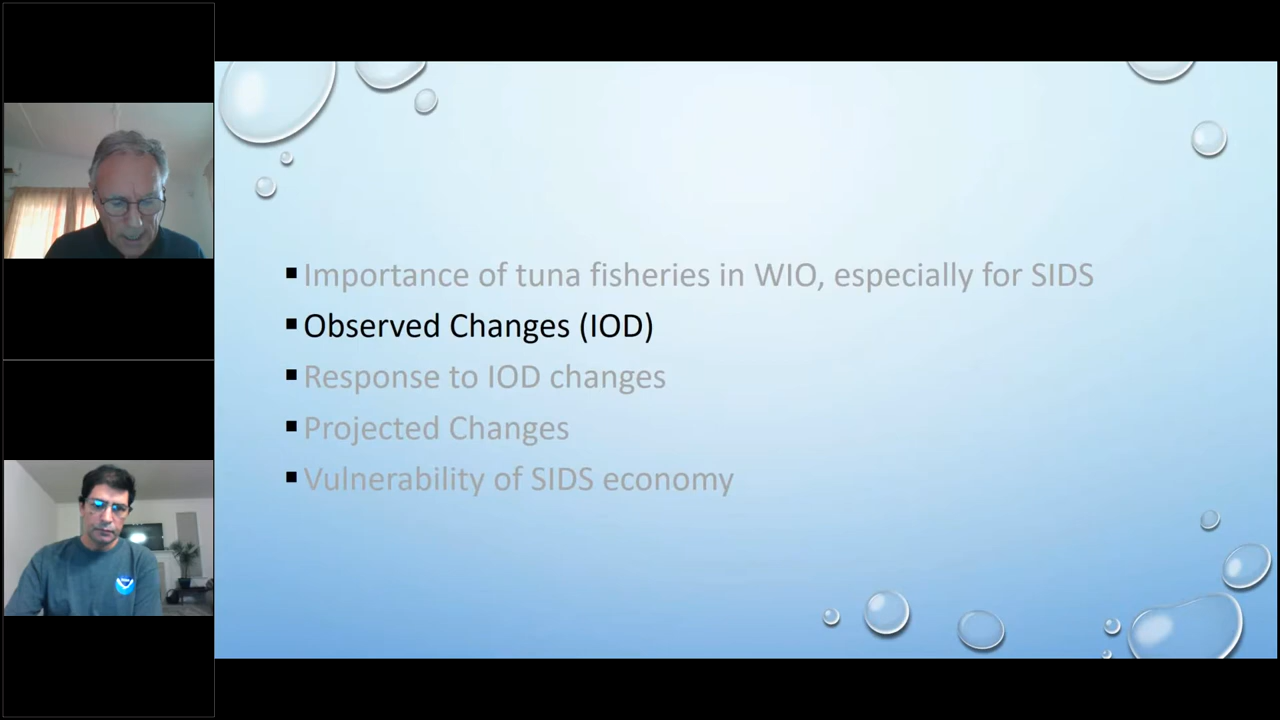 Importance of tuna fisheries in WIO, especially for SIDS
Observed Changes (IOD)
Response to IOD changes
Projected Changes
Vulnerability of SIDS economy